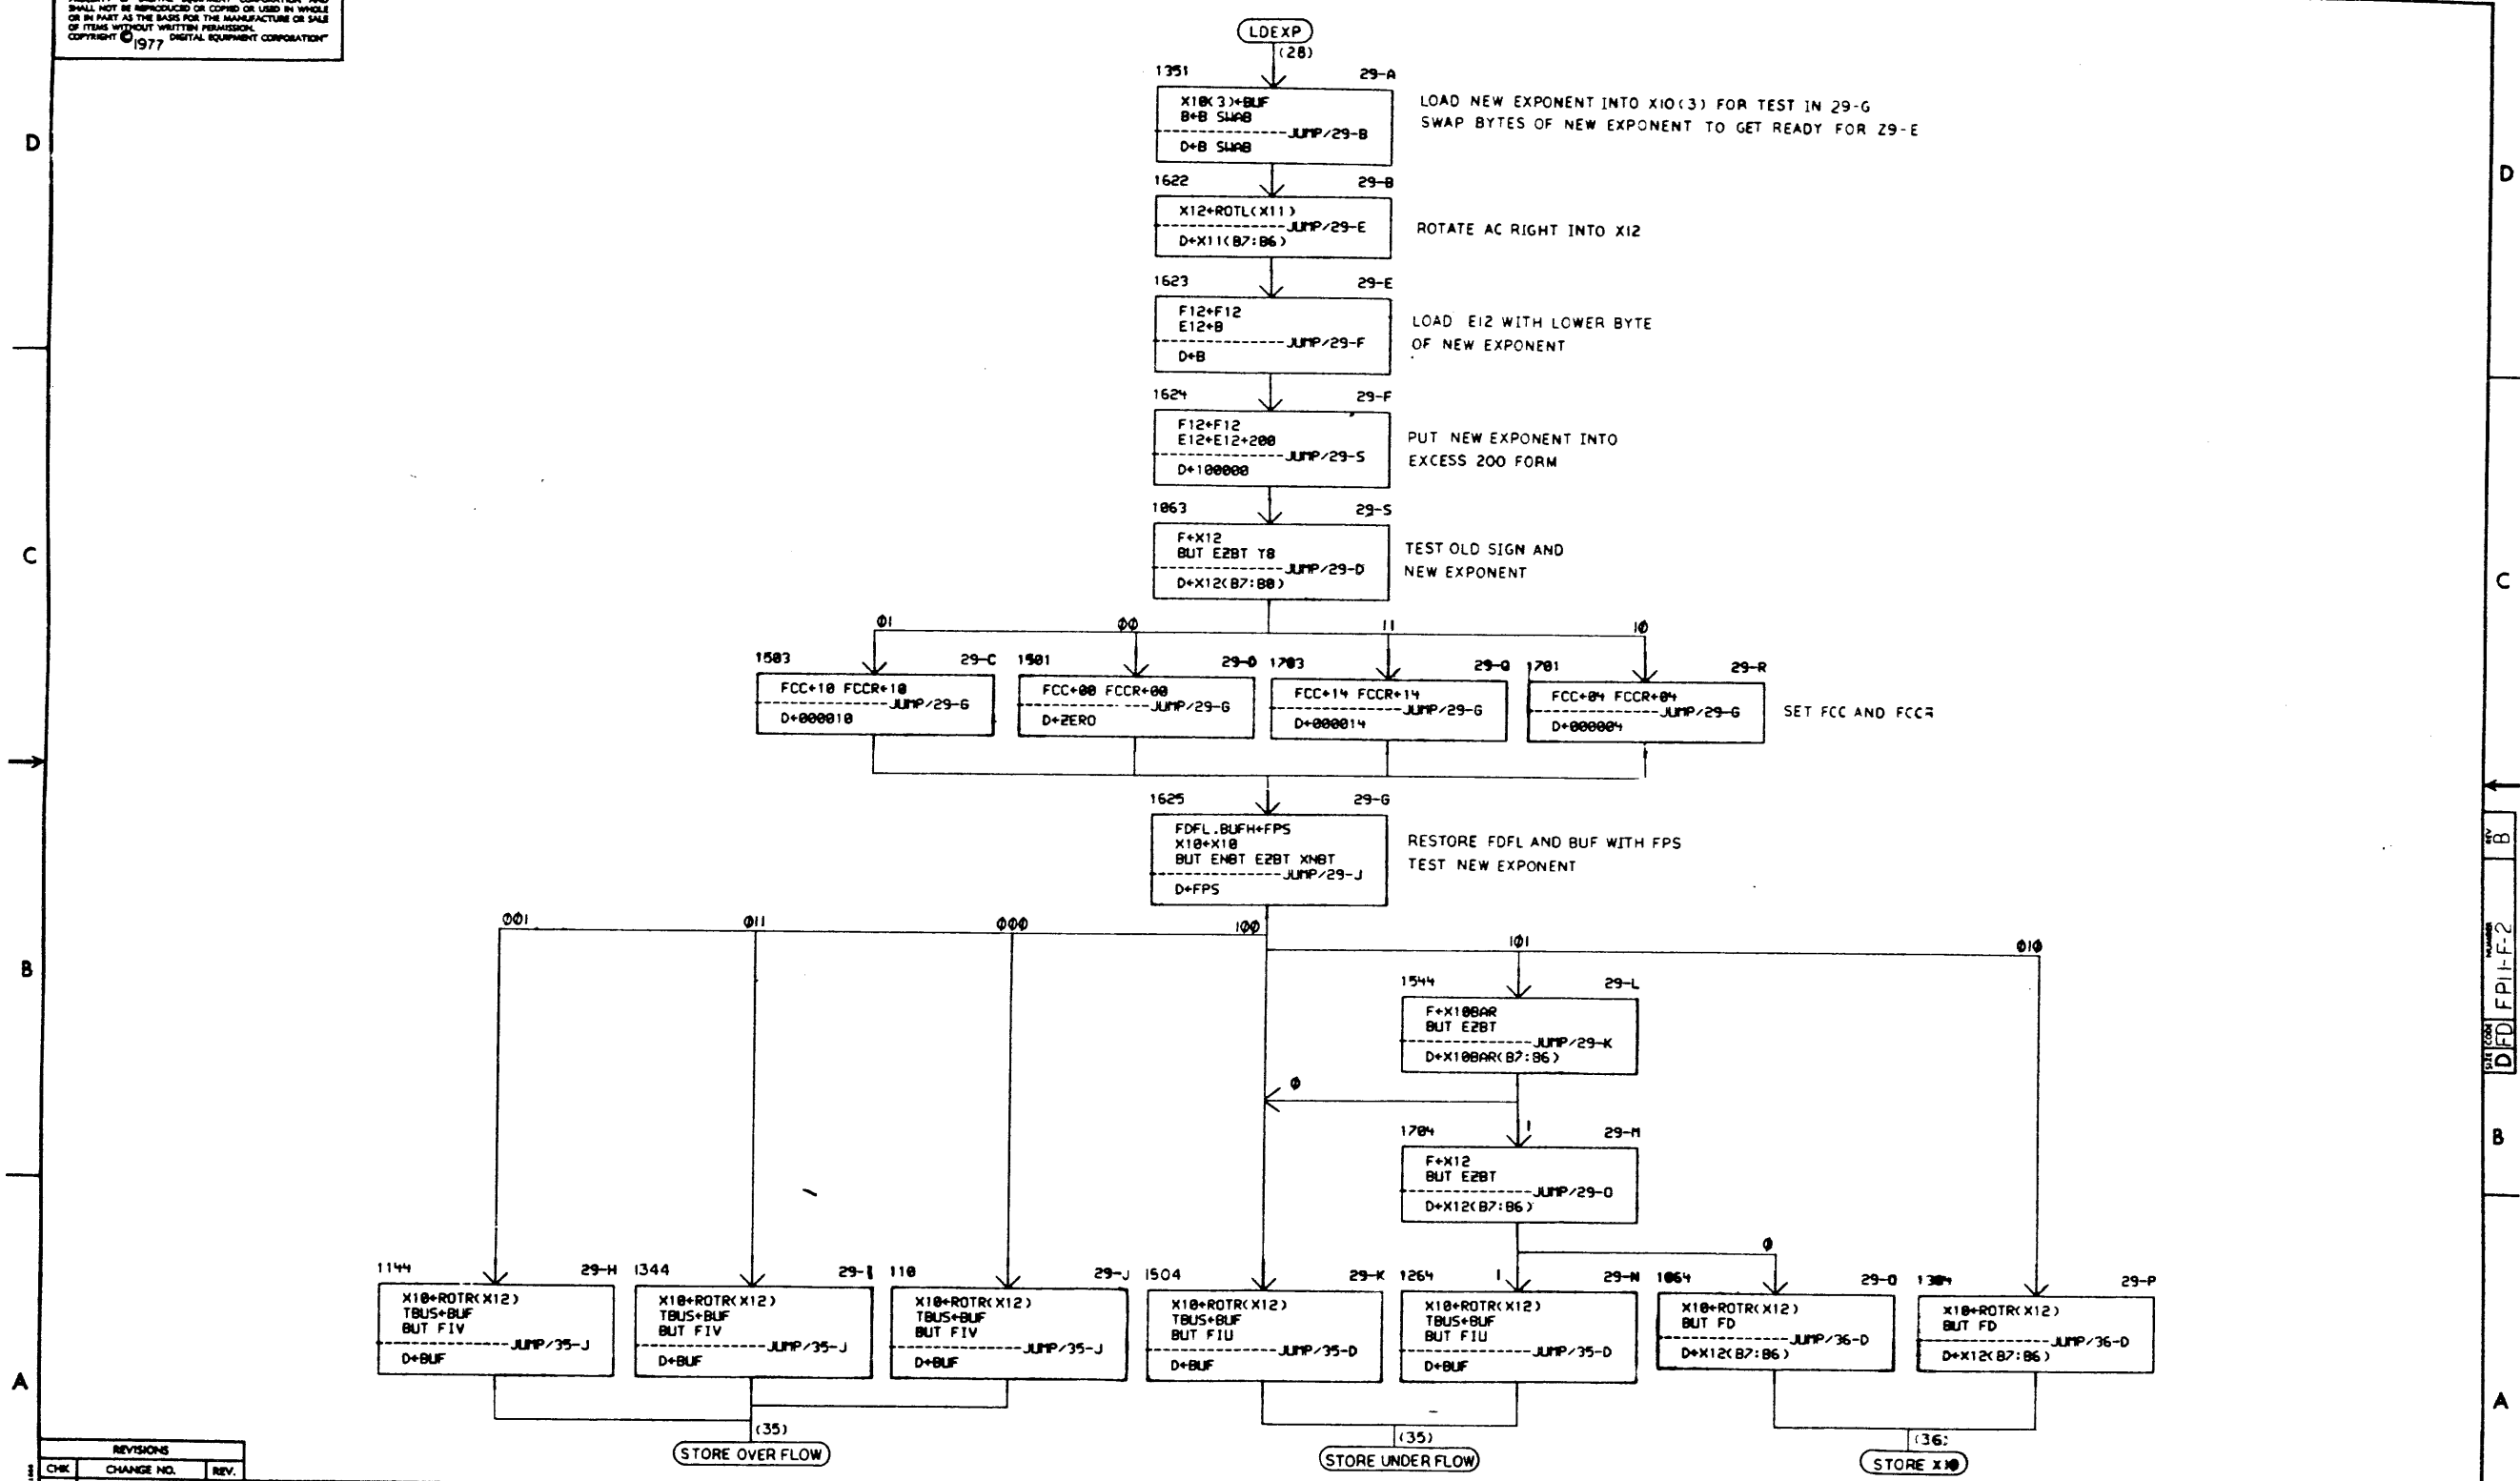 SHALL NOT BE REPRODUCED OR COPIED OR USED IN WHOLE
OR IN PART AS THE BASIS FOR THE MANUFACTURE OR SALE
OF ITEMS WITHOUT WRITTEN PERMISSION.
COPYRIGHT © 1977 DIGITAL EQUIPMENT CORPORATION"
LDEXP
(28)
1351 29-A
X10(3)←BUF
B←B SWAB
JUMP/29-B
D←B SWAB
LOAD NEW EXPONENT INTO X10(3) FOR TEST IN 29-G
SWAP BYTES OF NEW EXPONENT TO GET READY FOR 29-E
1622 29-B
X12←ROTL(X11)
JUMP/29-E
D←X11(B7:B6)
ROTATE AC RIGHT INTO X12
1623 29-E
F12←F12
E12←B
JUMP/29-F
D←B
LOAD E12 WITH LOWER BYTE
OF NEW EXPONENT
1624 29-F
F12←F12
E12←E12+200
JUMP/29-S
D←100000
PUT NEW EXPONENT INTO
EXCESS 200 FORM
1063 29-S
F←X12
BUT EZBT Y8
JUMP/29-D
D←X12(B7:B0)
TEST OLD SIGN AND
NEW EXPONENT
01 00 11 10
1503 29-C 1501 29-D 1703 29-Q 1701 29-R
FCC←10 FCCR←10
JUMP/29-G
D←000010
FCC←00 FCCR←00
JUMP/29-G
D←ZERO
FCC←14 FCCR←14
JUMP/29-G
D←000014
FCC←04 FCCR←04
JUMP/29-G
D←000004
SET FCC AND FCCR
1625 29-G
FDFL.BUFH←FPS
X10←X10
BUT ENBT EZBT XNBT
JUMP/29-J
D←FPS
RESTORE FDFL AND BUF WITH FPS
TEST NEW EXPONENT
001 011 000 100 101 010
1544 29-L
F←X10BAR
BUT EZBT
JUMP/29-K
D←X10BAR(B7:B6)
0
1
1704 29-M
F←X12
BUT EZBT
JUMP/29-O
D←X12(B7:B6)
0
1
1144 29-H
X10←ROTR(X12)
TBUS←BUF
BUT FIV
JUMP/35-J
D←BUF
1344 29-I
X10←ROTR(X12)
TBUS←BUF
BUT FIV
JUMP/35-J
D←BUF
110 29-J
X10←ROTR(X12)
TBUS←BUF
BUT FIV
JUMP/35-J
D←BUF
1504 29-K
X10←ROTR(X12)
TBUS←BUF
BUT FIU
JUMP/35-D
D←BUF
1264 29-N
X10←ROTR(X12)
TBUS←BUF
BUT FIU
JUMP/35-D
D←BUF
1064 29-O
X10←ROTR(X12)
BUT FD
JUMP/36-D
D←X12(B7:B6)
1304 29-P
X10←ROTR(X12)
BUT FD
JUMP/36-D
D←X12(B7:B6)
(35)
STORE OVER FLOW
(35)
STORE UNDER FLOW
(36)
STORE X10
REVISIONS
CHK CHANGE NO. REV.
D
C
B
A
D
C
B
A
SIZE CODE NUMBER REV
D FD FP11-F-2 B